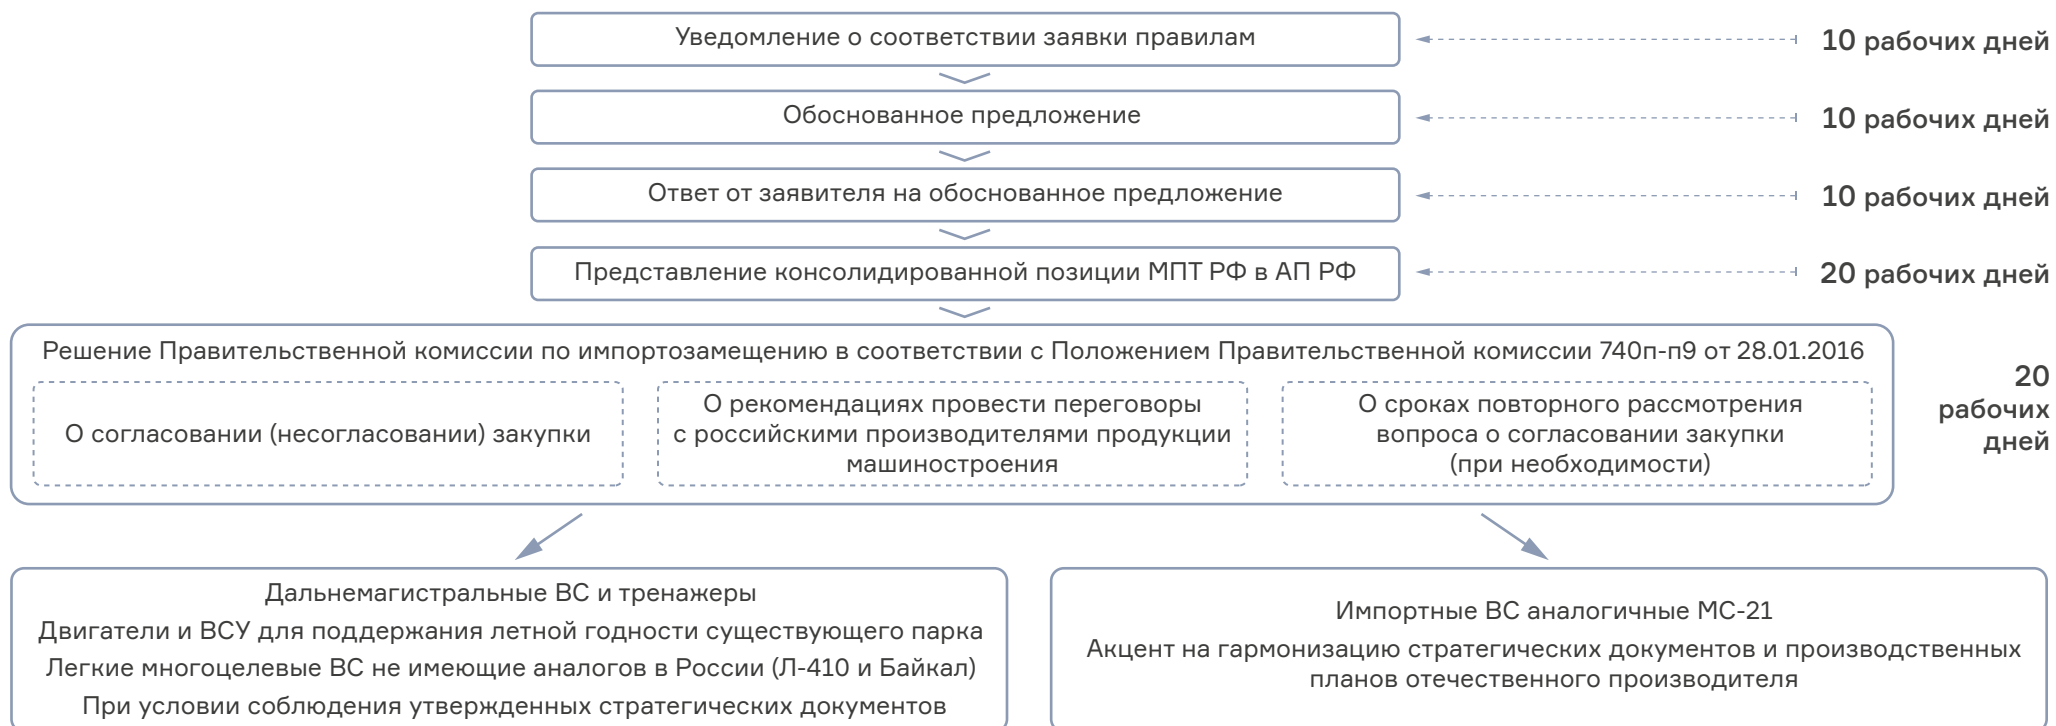 Уведомление о соответствии заявки правилам
10 рабочих дней
Обоснованное предложение
10 рабочих дней
Ответ от заявителя на обоснованное предложение
10 рабочих дней
Представление консолидированной позиции МПТ РФ в АП РФ
20 рабочих дней
Решение Правительственной комиссии по импортозамещению в соответствии с Положением Правительственной комиссии 740п-п9 от 28.01.2016
О согласовании (несогласовании) закупки
О рекомендациях провести переговоры
с российскими производителями продукции
машиностроения
О сроках повторного рассмотрения
вопроса о согласовании закупки
(при необходимости)
20
рабочих
дней
Дальнемагистральные ВС и тренажеры
Двигатели и ВСУ для поддержания летной годности существующего парка
Легкие многоцелевые ВС не имеющие аналогов в России (Л-410 и Байкал)
При условии соблюдения утвержденных стратегических документов
Импортные ВС аналогичные МС-21
Акцент на гармонизацию стратегических документов и производственных
планов отечественного производителя